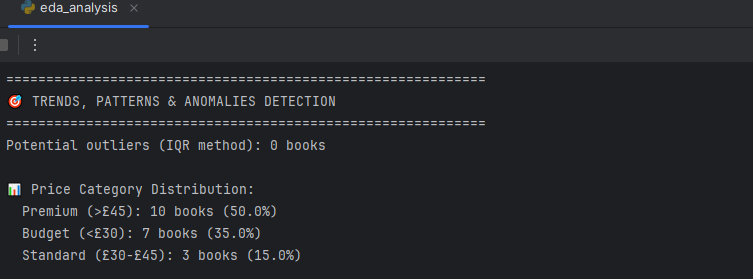 eda_analysis
============================================================
🎯 TRENDS, PATTERNS & ANOMALIES DETECTION
============================================================
Potential outliers (IQR method): 0 books
📊 Price Category Distribution:
Premium (>£45): 10 books (50.0%)
Budget (<£30): 7 books (35.0%)
Standard (£30-£45): 3 books (15.0%)